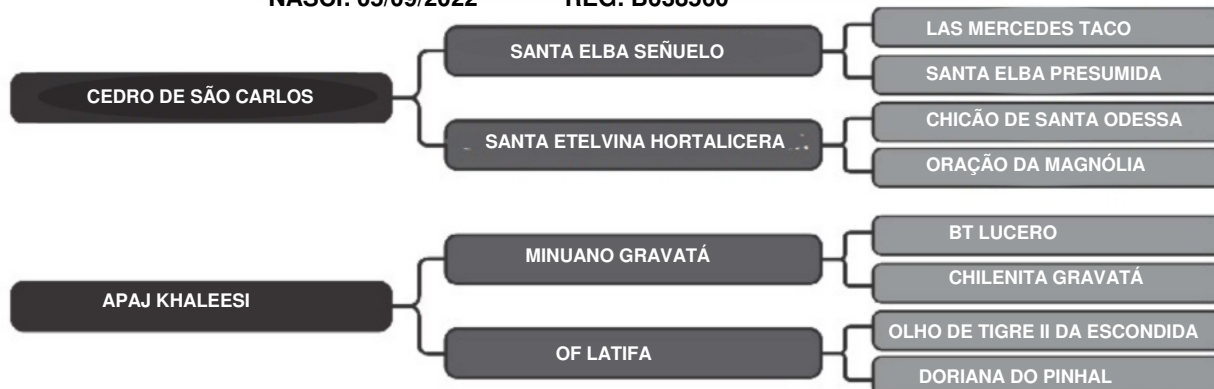 LAS MERCEDES TACO
SANTA ELBA SEÑUELO
SANTA ELBA PRESUMIDA
CEDRO DE SÃO CARLOS
CHICÃO DE SANTA ODESSA
SANTA ETELVINA HORTALICERA
ORAÇÃO DA MAGNÓLIA
BT LUCERO
MINUANO GRAVATÁ
CHILENITA GRAVATÁ
APAJ KHALEESI
OLHO DE TIGRE II DA ESCONDIDA
OF LATIFA
DORIANA DO PINHAL